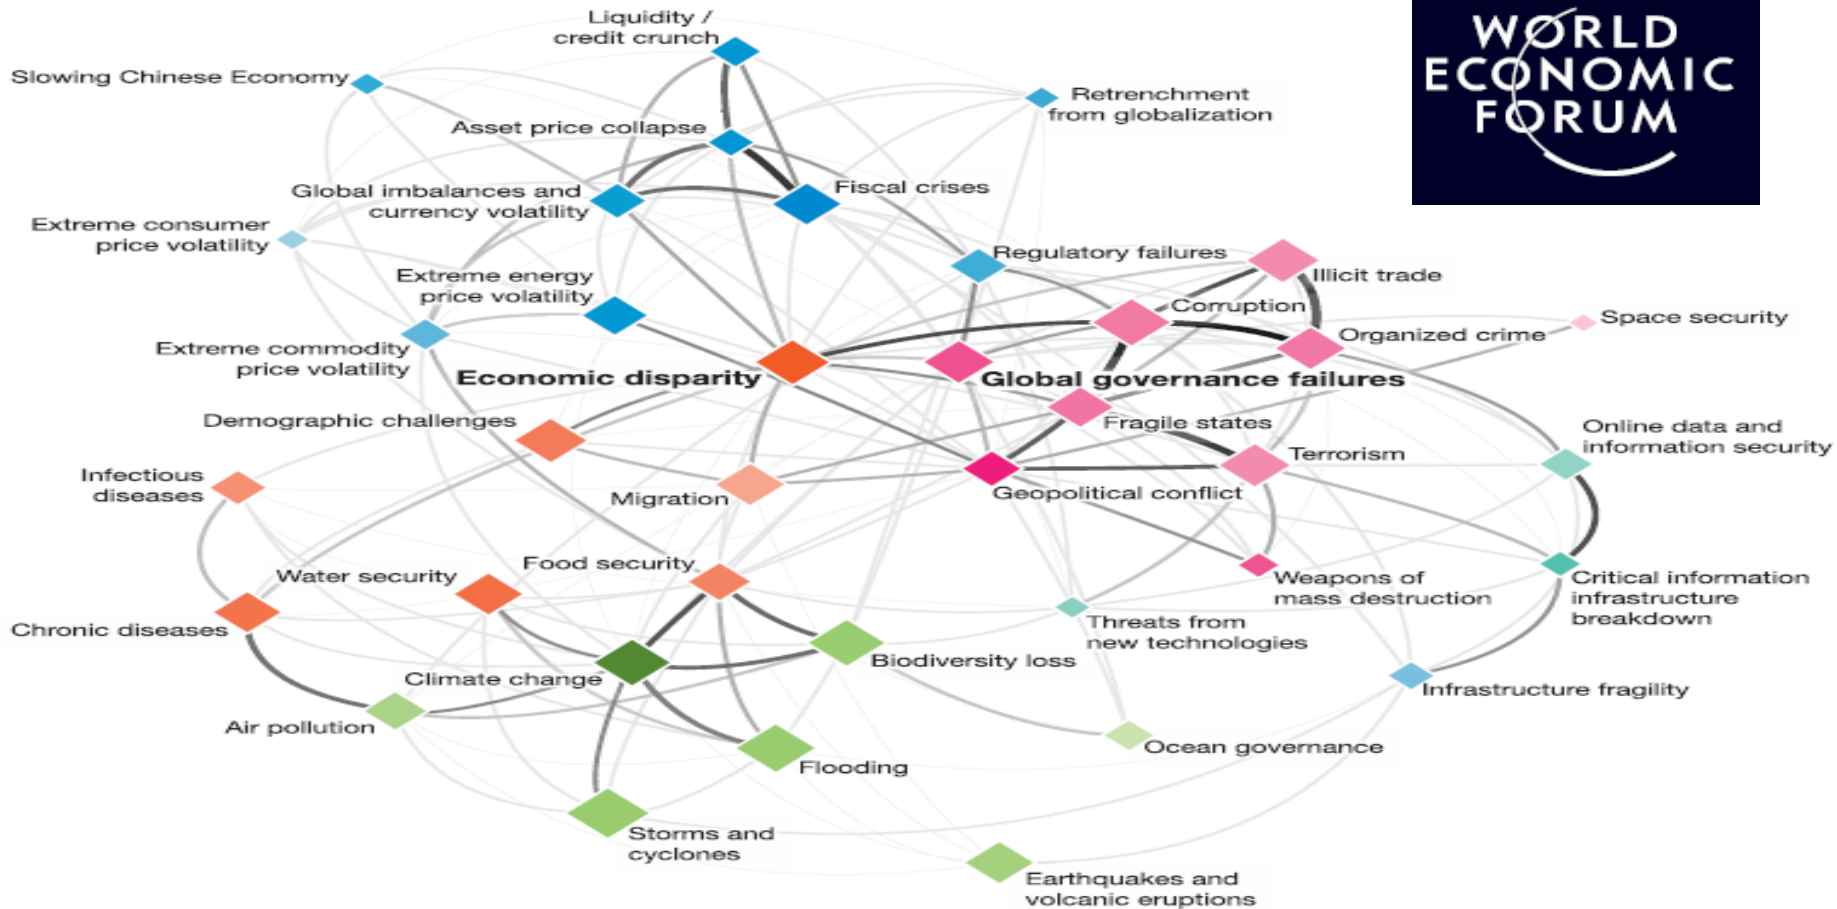 WORLD
ECONOMIC
FORUM
Liquidity /
credit crunch
Slowing Chinese Economy
Retrenchment
from globalization
Asset price collapse
Global imbalances and
currency volatility
Fiscal crises
Extreme consumer
price volatility
Regulatory failures
Illicit trade
Extreme energy
price volatility
Corruption
Space security
Organized crime
Extreme commodity
price volatility
Economic disparity
Global governance failures
Demographic challenges
Fragile states
Online data and
information security
Terrorism
Infectious
diseases
Migration
Geopolitical conflict
Food security
Water security
Weapons of
mass destruction
Critical information
infrastructure
breakdown
Chronic diseases
Threats from
new technologies
Biodiversity loss
Climate change
Infrastructure fragility
Air pollution
Ocean governance
Flooding
Storms and
cyclones
Earthquakes and
volcanic eruptions